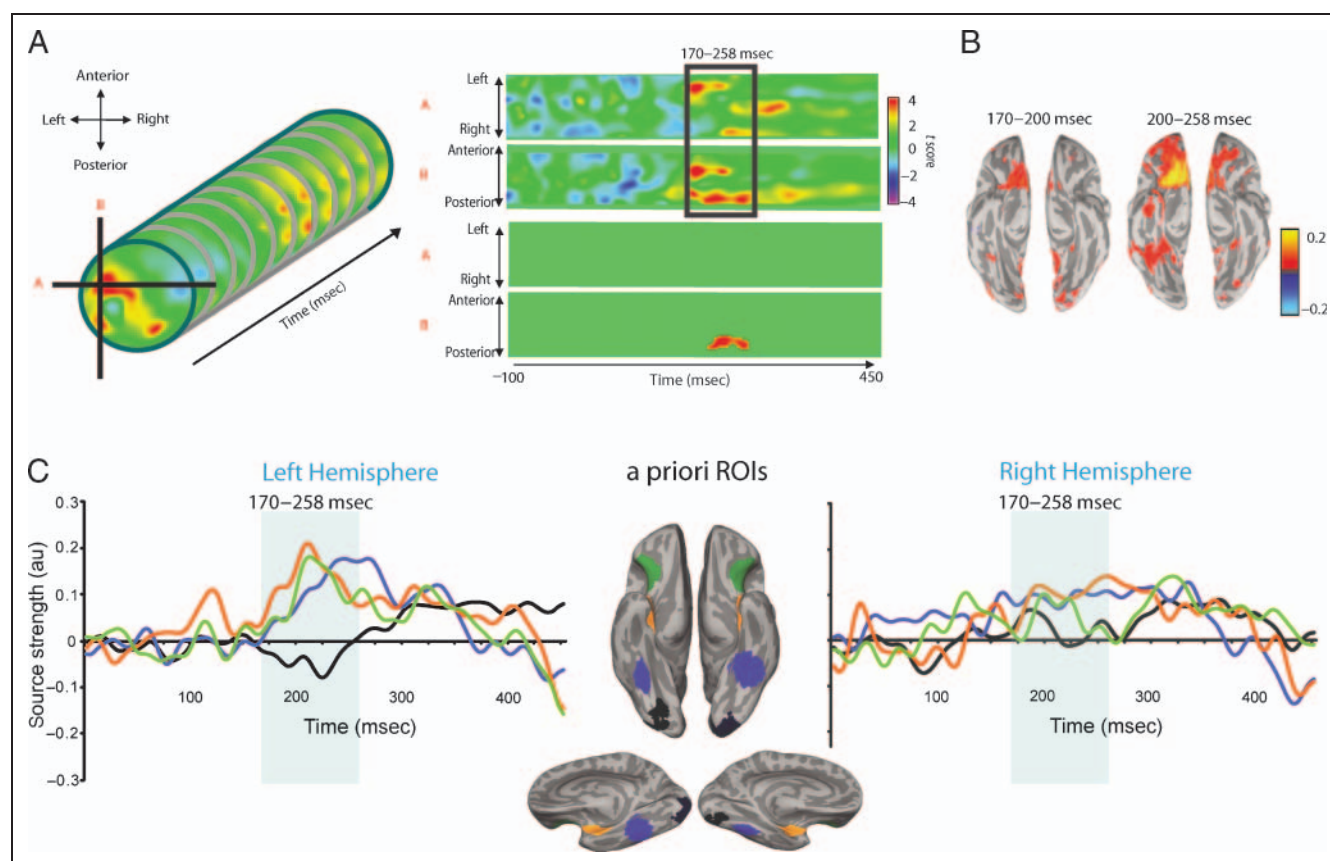 A
Anterior
Left
Right
Posterior
B
A
Time (msec)
170–258 msec
A
Left
Right
Anterior
B
Posterior
A
Left
Right
Anterior
B
Posterior
−100
Time (msec)
450
4
2
0
−2
−4
t score
B
170–200 msec
200–258 msec
0.2
−0.2
C
Left Hemisphere
170–258 msec
0.3
0.2
0.1
0
−0.1
−0.2
−0.3
Source strength (au)
100
200
300
400
Time (msec)
a priori ROIs
Right Hemisphere
170–258 msec
100
200
300
400
Time (msec)